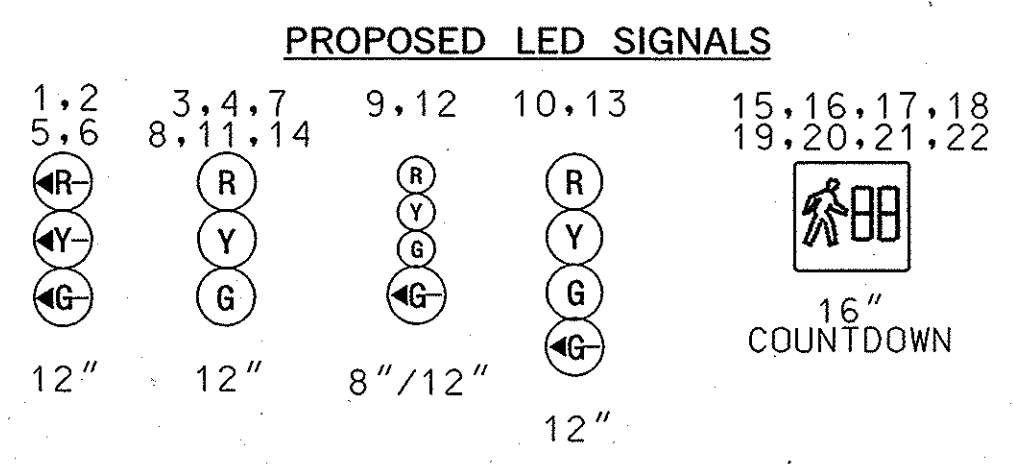 PROPOSED LED SIGNALS
1,2
5,6
R
Y
G
12"
3,4,7
8,11,14
R
Y
G
12"
9,12
R
Y
G
G
8"/12"
10,13
R
Y
G
G
12"
15,16,17,18
19,20,21,22
88
16"
COUNTDOWN